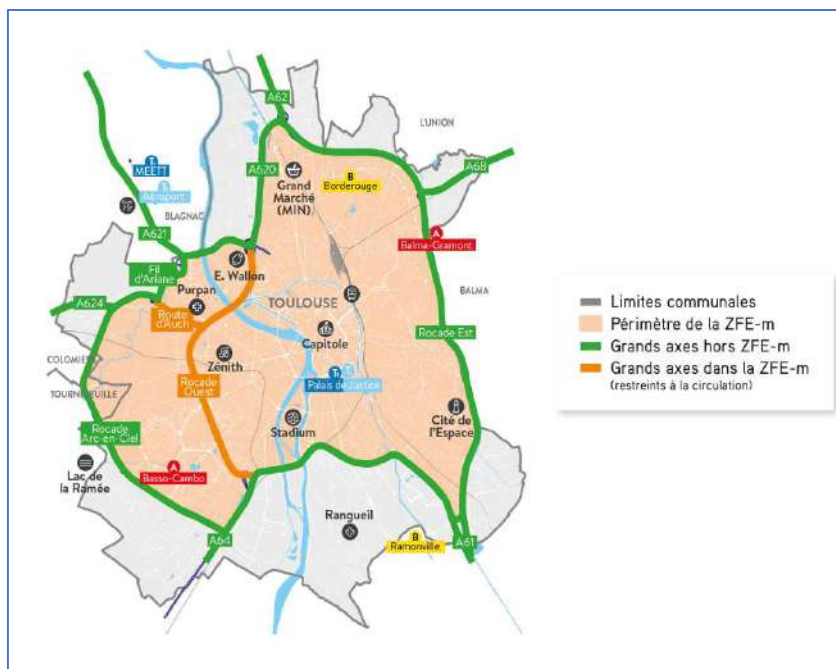 A62
L'UNION
A68
A620
T1
MEETT
Aéroport
Grand
Marché
(MIN)
B
Borderouge
BLAGNAC
A621
A
Balma-Gramont
Fil
d'Ariane
E. Wallon
Purpan
BALMA
A624
Route
d'Auch
TOULOUSE
Capitole
Rocade Est
COLOMIE
Zénith
TOURNEFEUILLE
Rocade
Ouest
T1
Palais de Justice
Cité de
l'Espace
Rocade
Arc-en-Ciel
Stadium
A
Basso-Cambo
Lac de
la Ramée
Rangueil
A64
B
Ramonville
A61
Limites communales
Périmètre de la ZFE-m
Grands axes hors ZFE-m
Grands axes dans la ZFE-m
(restreints à la circulation)